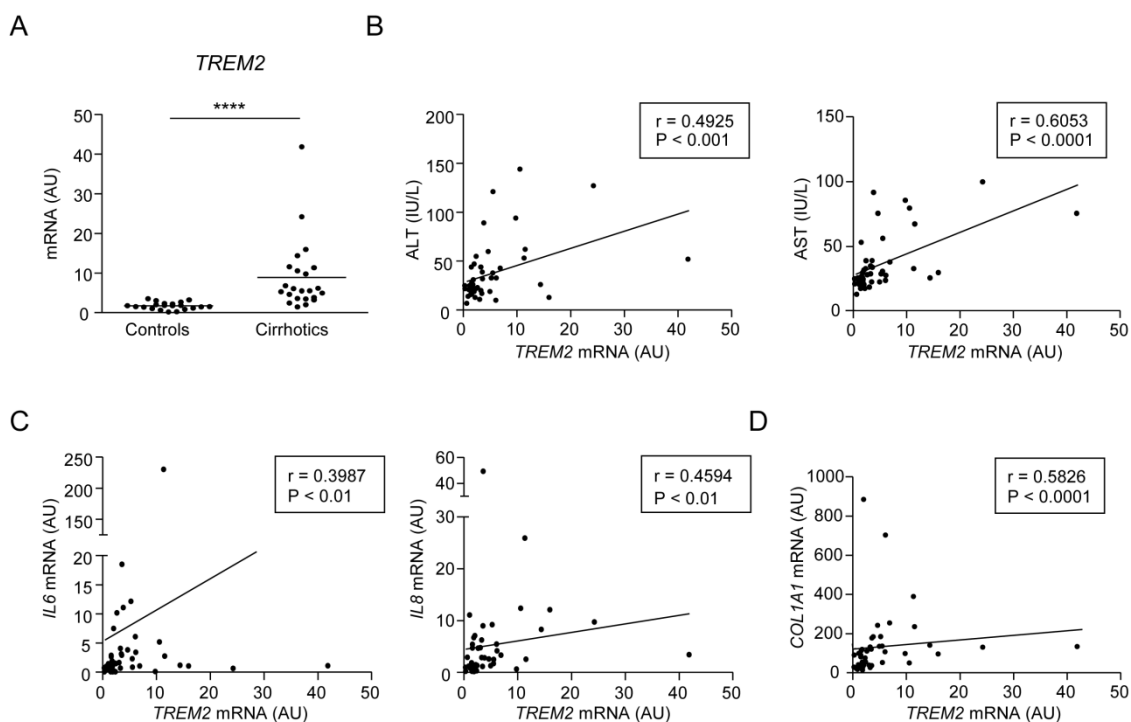 A
TREM2
****
50
40
30
20
10
0
mRNA (AU)
Controls
Cirrhotics
B
r = 0.4925
P < 0.001
200
150
100
50
0
ALT (IU/L)
0 10 20 30 40 50
TREM2 mRNA (AU)
r = 0.6053
P < 0.0001
150
100
50
0
AST (IU/L)
0 10 20 30 40 50
TREM2 mRNA (AU)
C
r = 0.3987
P < 0.01
250
200
150
100
20
15
10
5
0
IL6 mRNA (AU)
0 10 20 30 40 50
TREM2 mRNA (AU)
r = 0.4594
P < 0.01
60
50
40
30
20
10
0
IL8 mRNA (AU)
0 10 20 30 40 50
TREM2 mRNA (AU)
D
r = 0.5826
P < 0.0001
1000
800
600
400
200
0
COL1A1 mRNA (AU)
0 10 20 30 40 50
TREM2 mRNA (AU)